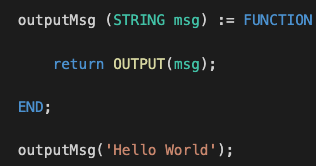 outputMsg (STRING msg) := FUNCTION
return OUTPUT(msg);
END;
outputMsg('Hello World');